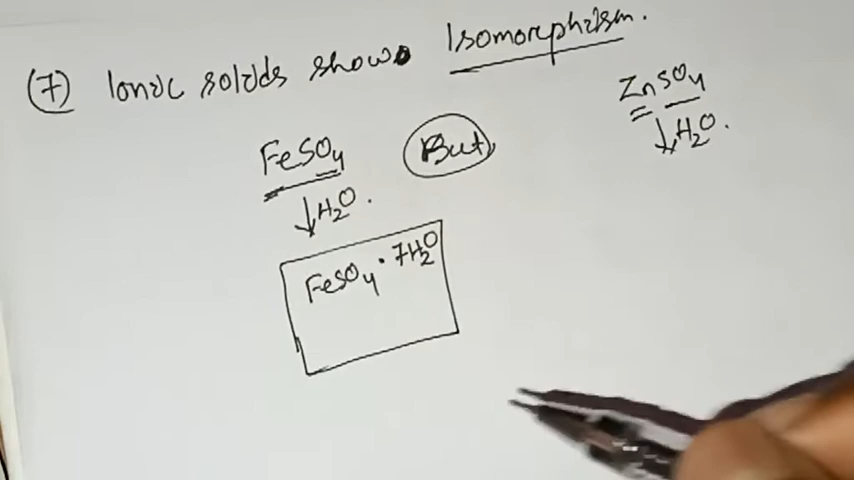 (7) Ionic solids show Isomorphism.
ZnSO4
FeSO4 But,
↓H2O.
↓H2O.
FeSO4 · 7H2O